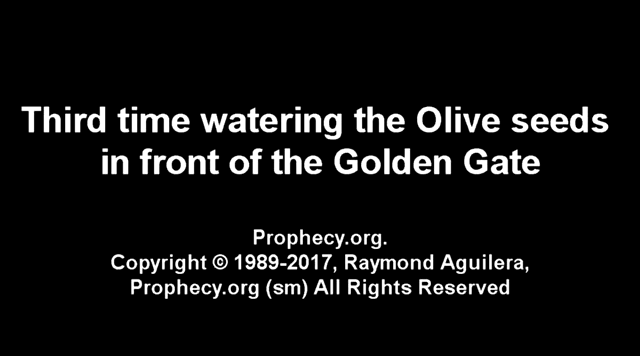 Third time watering the Olive seeds
in front of the Golden Gate
Prophecy.org.
Copyright © 1989-2017, Raymond Aguilera,
Prophecy.org (sm) All Rights Reserved